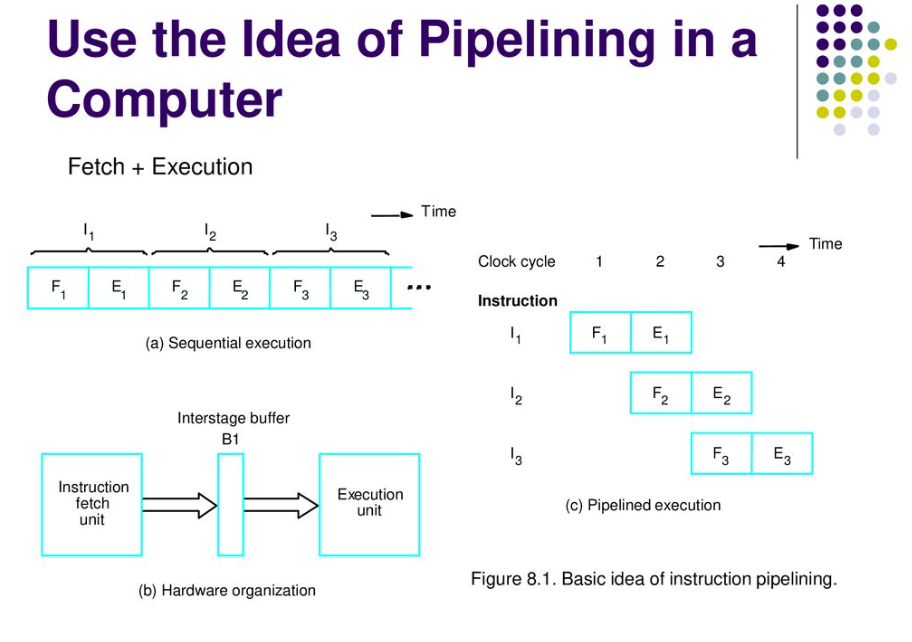 Use the Idea of Pipelining in a
Computer
Fetch + Execution
Time
I1 I2 I3
F1 E1 F2 E2 F3 E3 ...
(a) Sequential execution
Interstage buffer
B1
Instruction
fetch
unit
Execution
unit
(b) Hardware organization
Time
Clock cycle 1 2 3 4
Instruction
I1 F1 E1
I2 F2 E2
I3 F3 E3
(c) Pipelined execution
Figure 8.1. Basic idea of instruction pipelining.